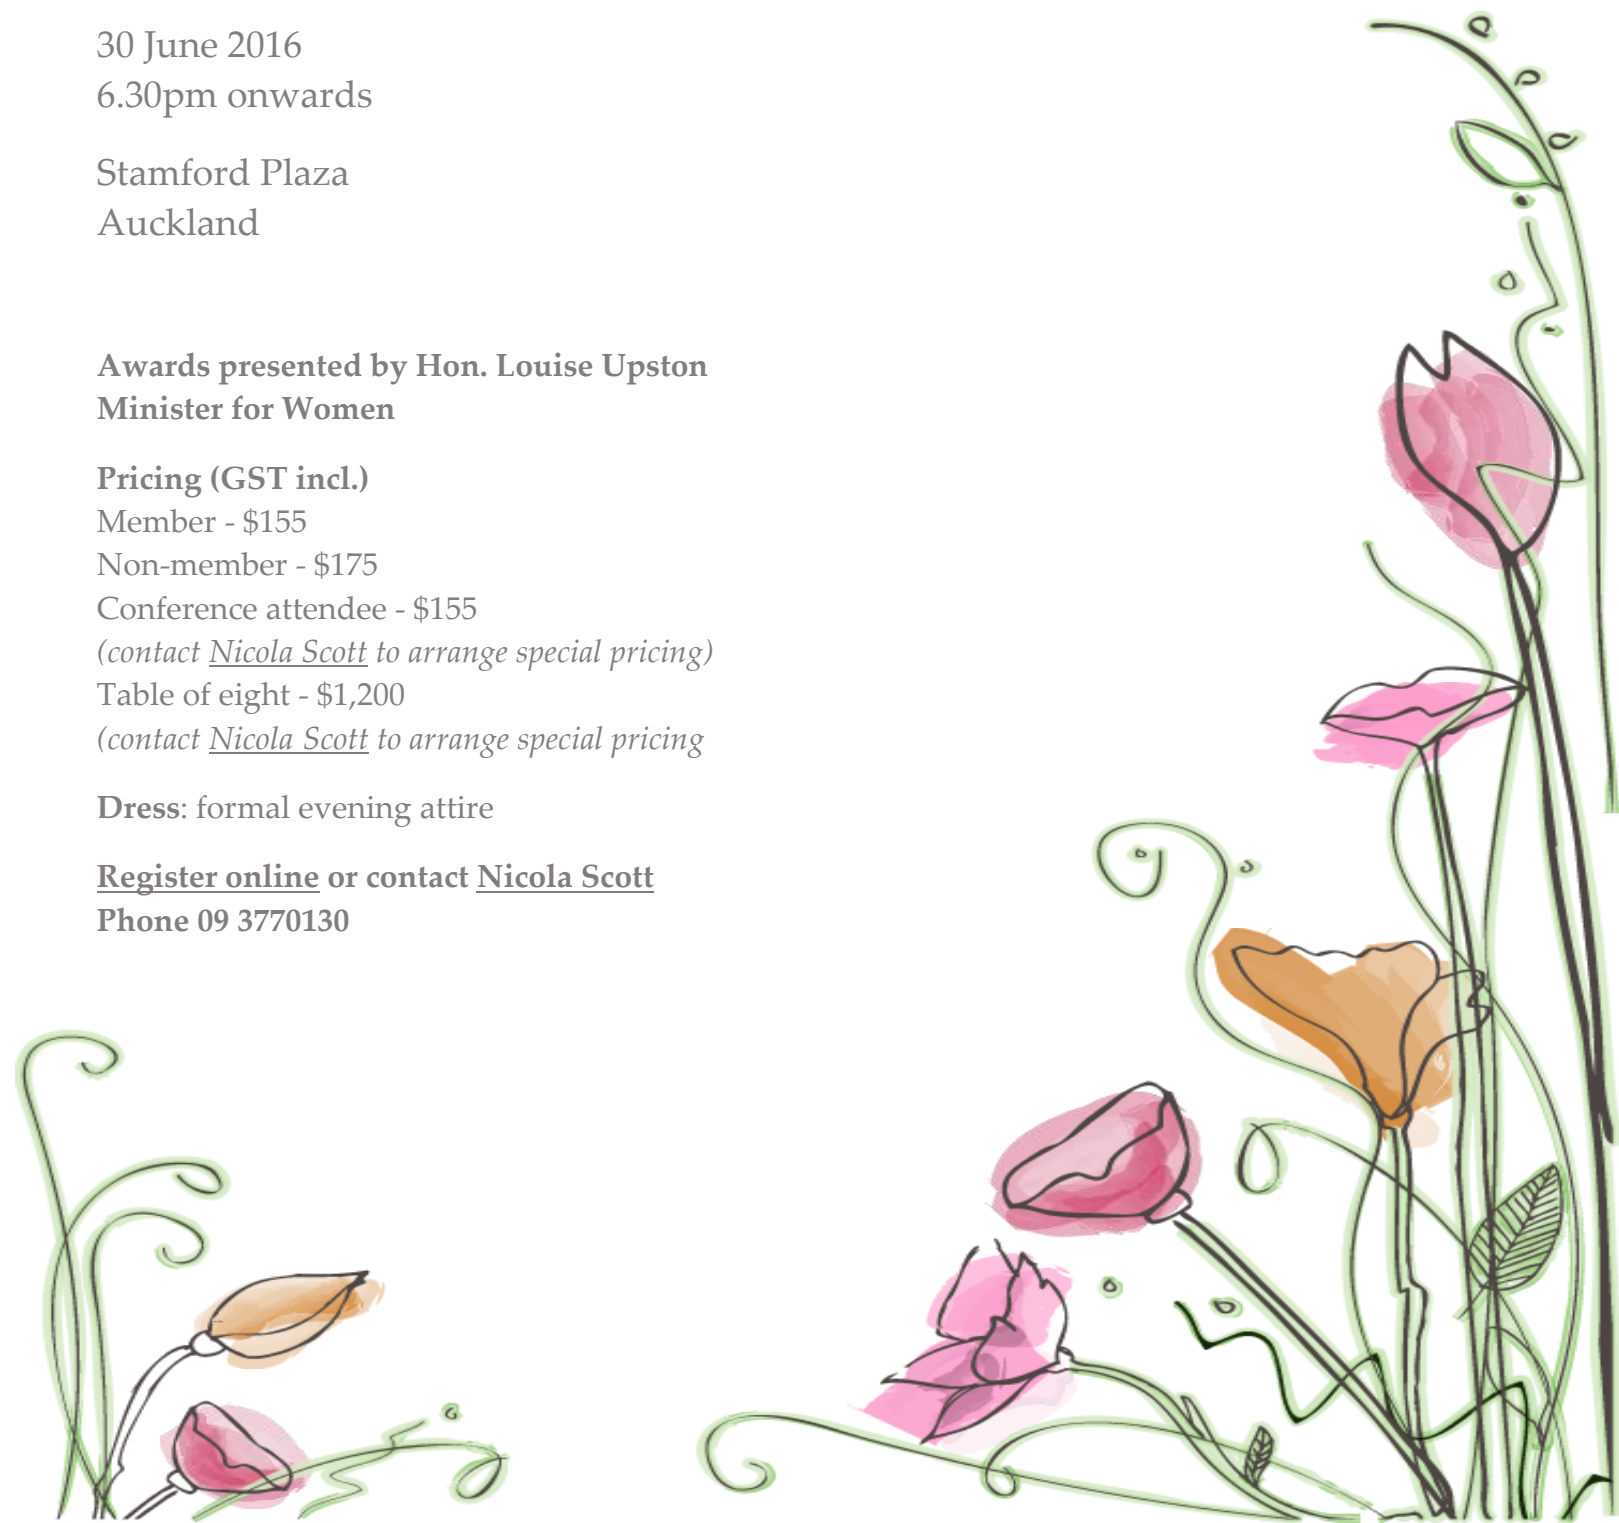 30 June 2016
6.30pm onwards
Stamford Plaza
Auckland
Awards presented by Hon. Louise Upston
Minister for Women
Pricing (GST incl.)
Member - $155
Non-member - $175
Conference attendee - $155
(contact Nicola Scott to arrange special pricing)
Table of eight - $1,200
(contact Nicola Scott to arrange special pricing
Dress: formal evening attire
Register online or contact Nicola Scott
Phone 09 3770130